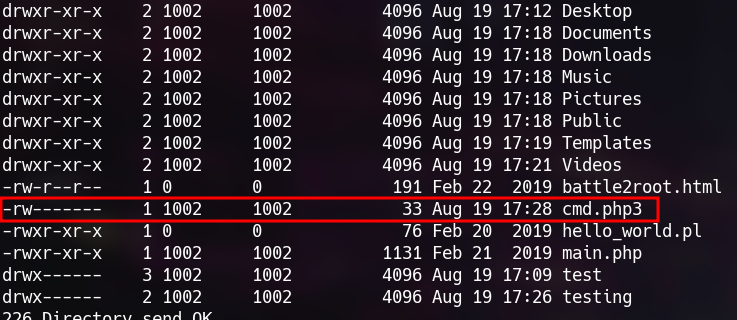 drwxr-xr-x 2 1002 1002 4096 Aug 19 17:12 Desktop
drwxr-xr-x 2 1002 1002 4096 Aug 19 17:18 Documents
drwxr-xr-x 2 1002 1002 4096 Aug 19 17:18 Downloads
drwxr-xr-x 2 1002 1002 4096 Aug 19 17:18 Music
drwxr-xr-x 2 1002 1002 4096 Aug 19 17:18 Pictures
drwxr-xr-x 2 1002 1002 4096 Aug 19 17:18 Public
drwxr-xr-x 2 1002 1002 4096 Aug 19 17:19 Templates
drwxr-xr-x 2 1002 1002 4096 Aug 19 17:21 Videos
-rw-r--r-- 1 0 0 191 Feb 22 2019 battle2root.html
-rw------- 1 1002 1002 33 Aug 19 17:28 cmd.php3
-rwxr-xr-x 1 0 0 76 Feb 20 2019 hello_world.pl
-rwxr-xr-x 1 1002 1002 1131 Feb 21 2019 main.php
drwx------ 3 1002 1002 4096 Aug 19 17:09 test
drwx------ 2 1002 1002 4096 Aug 19 17:26 testing
226 Directory send OK